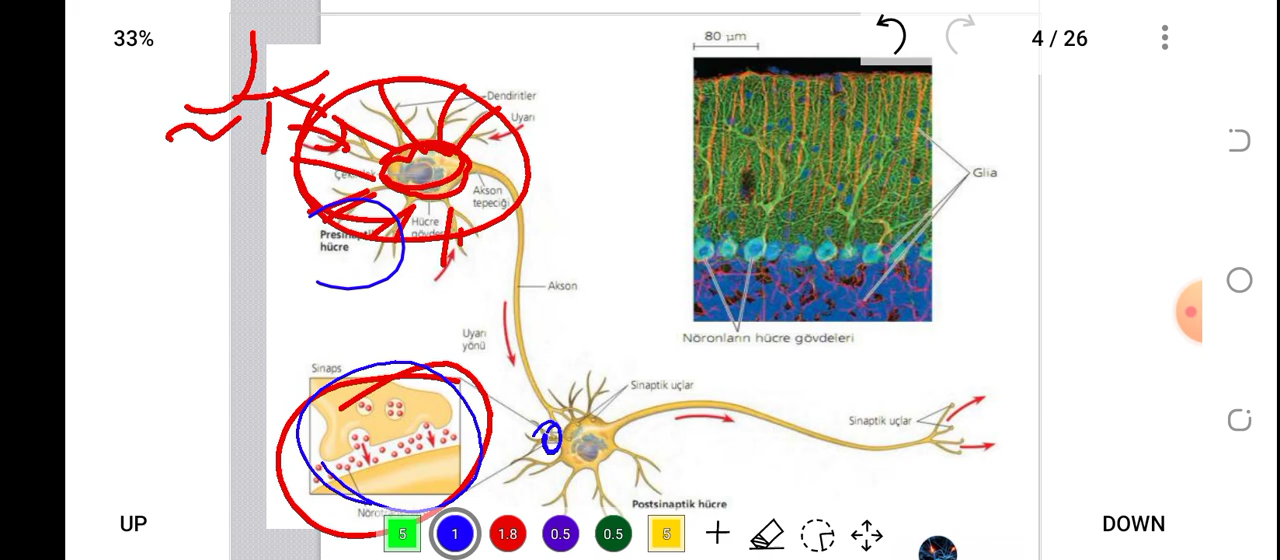 33%
80 µm
4 / 26
Dendiritler
Uyarı
Glia
Akson
tepeciği
Hücre
Presinaptik
hücre
Akson
Nöronların hücre gövdeleri
Uyarı
yönü
Sinaps
Sinaptik uçlar
Sinaptik uçlar
Postsinaptik hücre
UP
5
1
1.8
0.5
0.5
5
DOWN